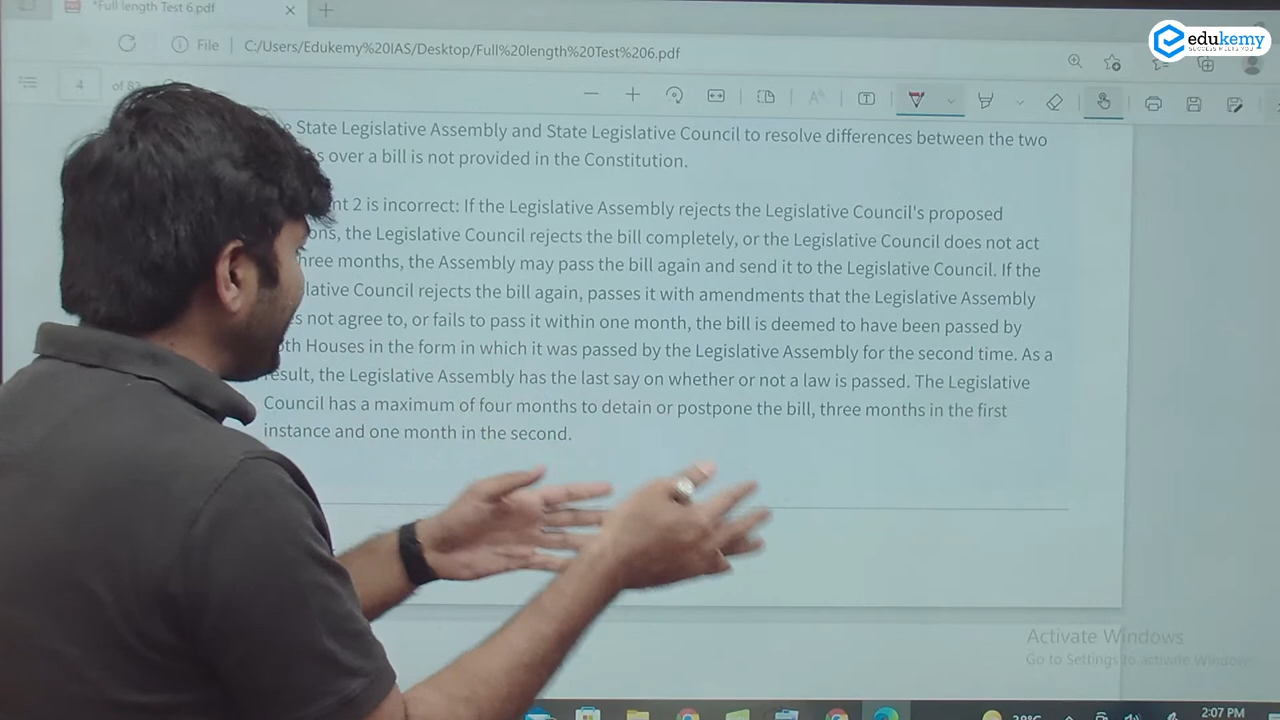 *Full length Test 6.pdf
File C:/Users/Edukemy%20IAS/Desktop/Full%20length%20Test%206.pdf
edukemy
SUCCESS MEETS YOU
4 of 82
State Legislative Assembly and State Legislative Council to resolve differences between the two
over a bill is not provided in the Constitution.
2 is incorrect: If the Legislative Assembly rejects the Legislative Council's proposed
the Legislative Council rejects the bill completely, or the Legislative Council does not act
three months, the Assembly may pass the bill again and send it to the Legislative Council. If the
Council rejects the bill again, passes it with amendments that the Legislative Assembly
not agree to, or fails to pass it within one month, the bill is deemed to have been passed by
Houses in the form in which it was passed by the Legislative Assembly for the second time. As a
result, the Legislative Assembly has the last say on whether or not a law is passed. The Legislative
Council has a maximum of four months to detain or postpone the bill, three months in the first
instance and one month in the second.
Activate Windows
Go to Settings to activate Windows.
2:07 PM